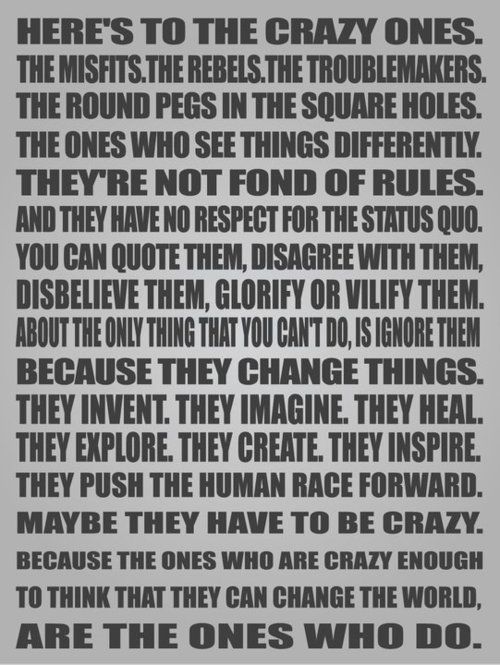 HERE'S TO THE CRAZY ONES.
THE MISFITS.THE REBELS.THE TROUBLEMAKERS.
THE ROUND PEGS IN THE SQUARE HOLES.
THE ONES WHO SEE THINGS DIFFERENTLY.
THEY'RE NOT FOND OF RULES.
AND THEY HAVE NO RESPECT FOR THE STATUS QUO.
YOU CAN QUOTE THEM, DISAGREE WITH THEM,
DISBELIEVE THEM, GLORIFY OR VILIFY THEM.
ABOUT THE ONLY THING THAT YOU CAN'T DO, IS IGNORE THEM
BECAUSE THEY CHANGE THINGS.
THEY INVENT. THEY IMAGINE. THEY HEAL.
THEY EXPLORE. THEY CREATE. THEY INSPIRE.
THEY PUSH THE HUMAN RACE FORWARD.
MAYBE THEY HAVE TO BE CRAZY.
BECAUSE THE ONES WHO ARE CRAZY ENOUGH
TO THINK THAT THEY CAN CHANGE THE WORLD,
ARE THE ONES WHO DO.